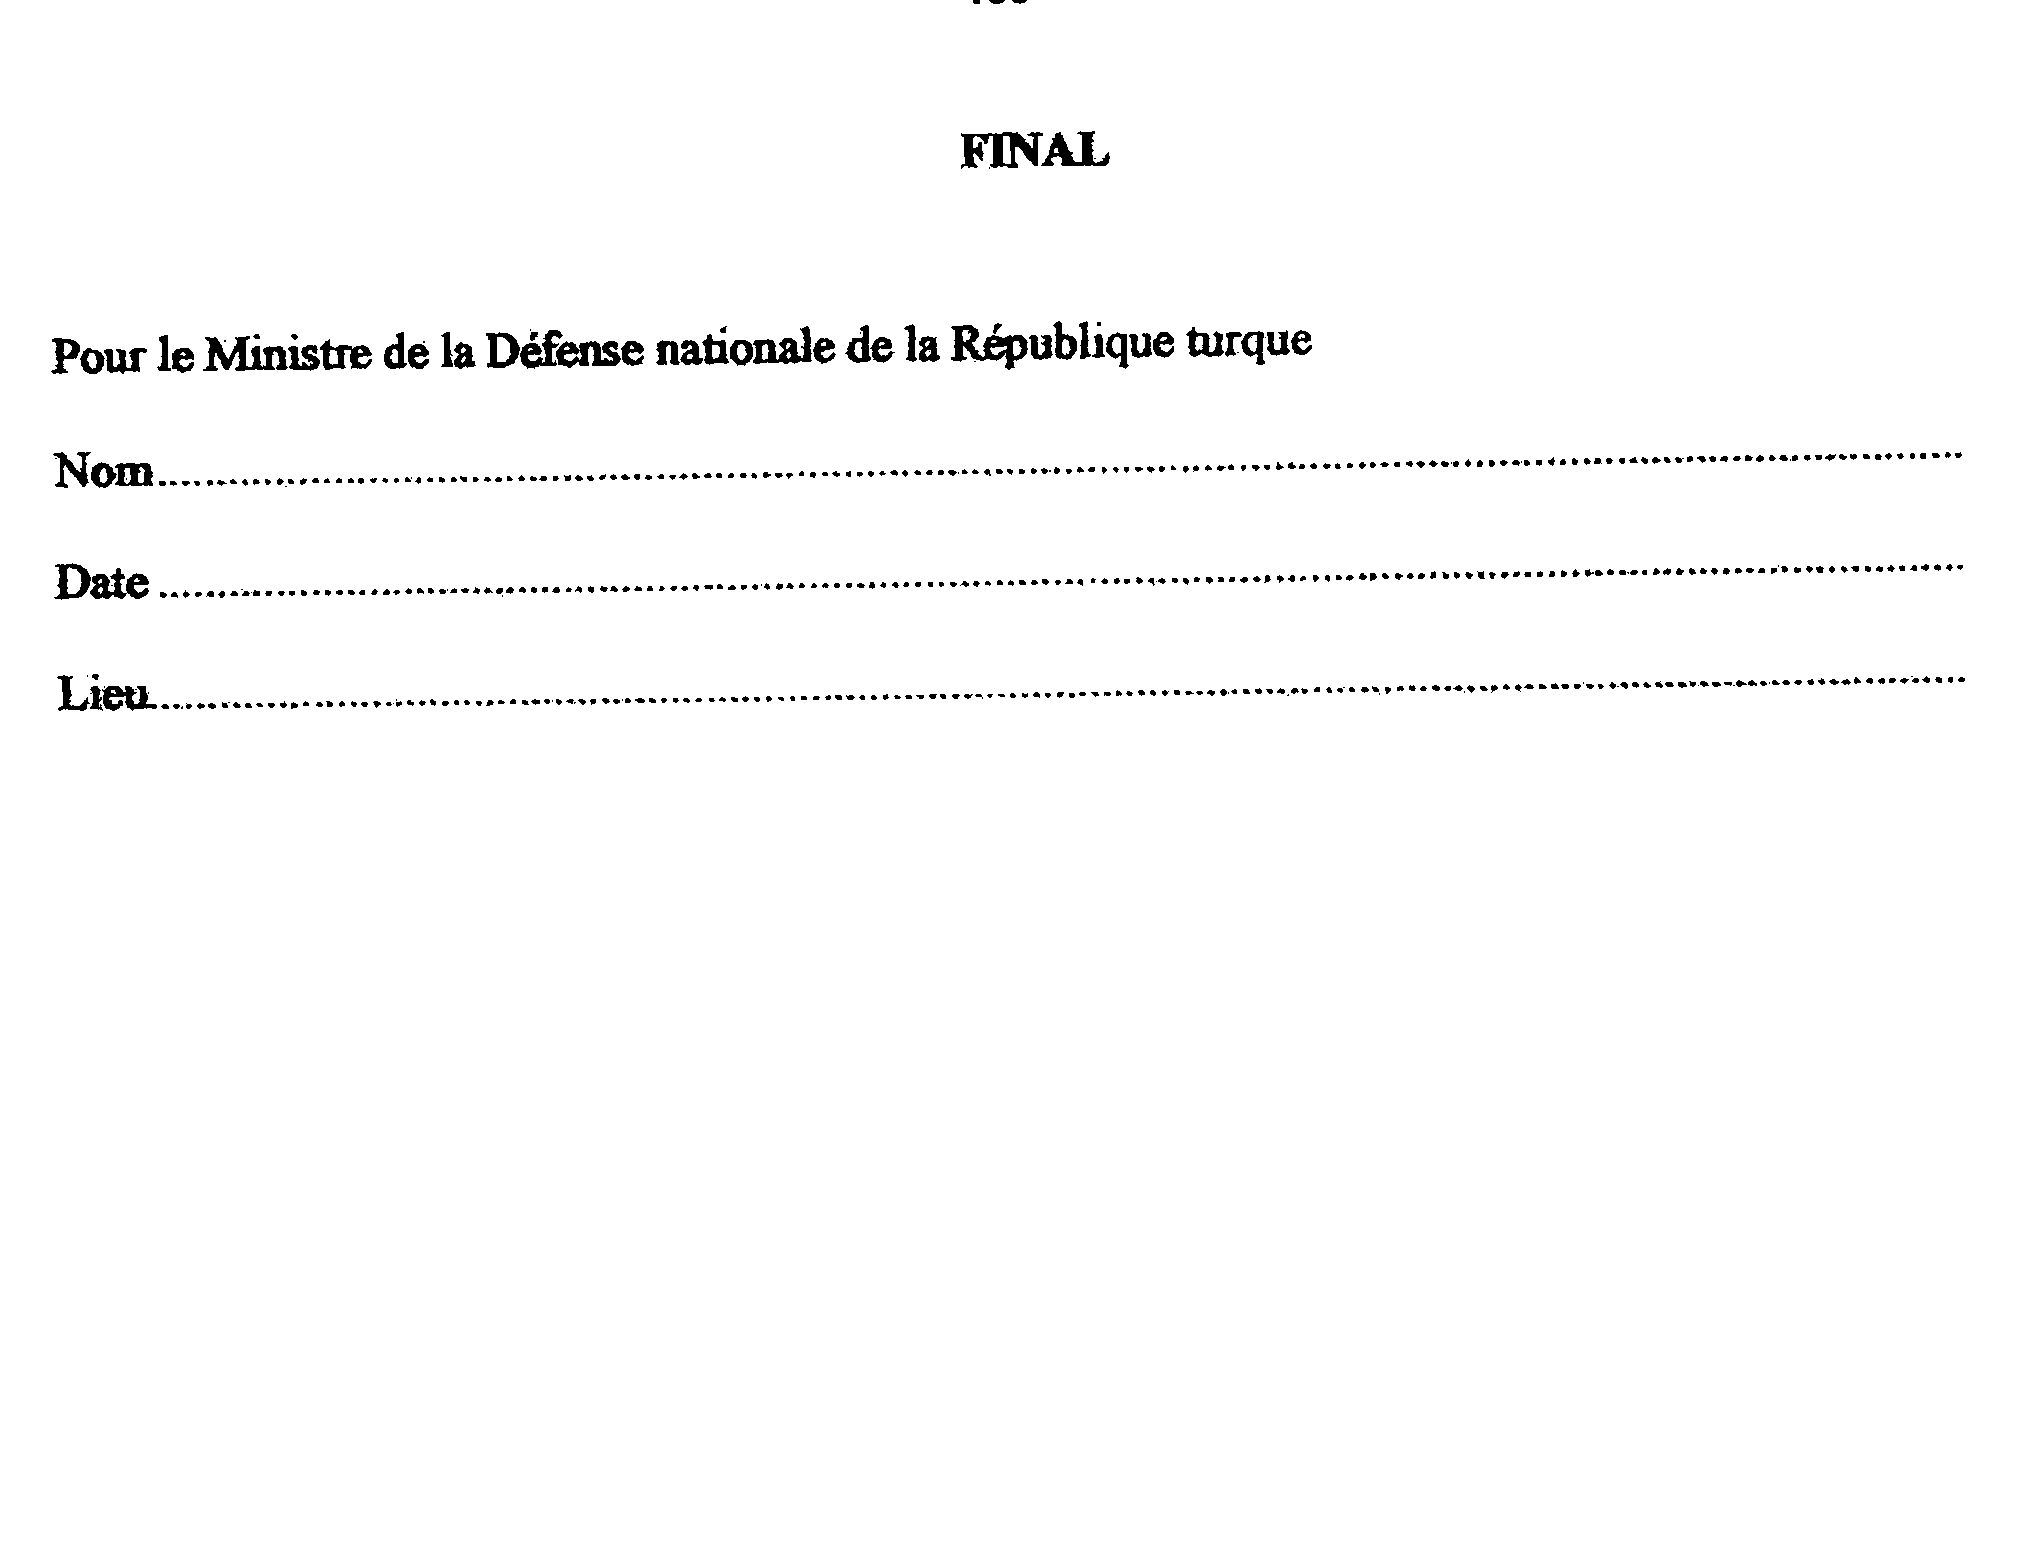 FINAL
Pour le Ministre de la Défense nationale de la République turque
Nom................................................................................
Date ................................................................................
Lieu................................................................................